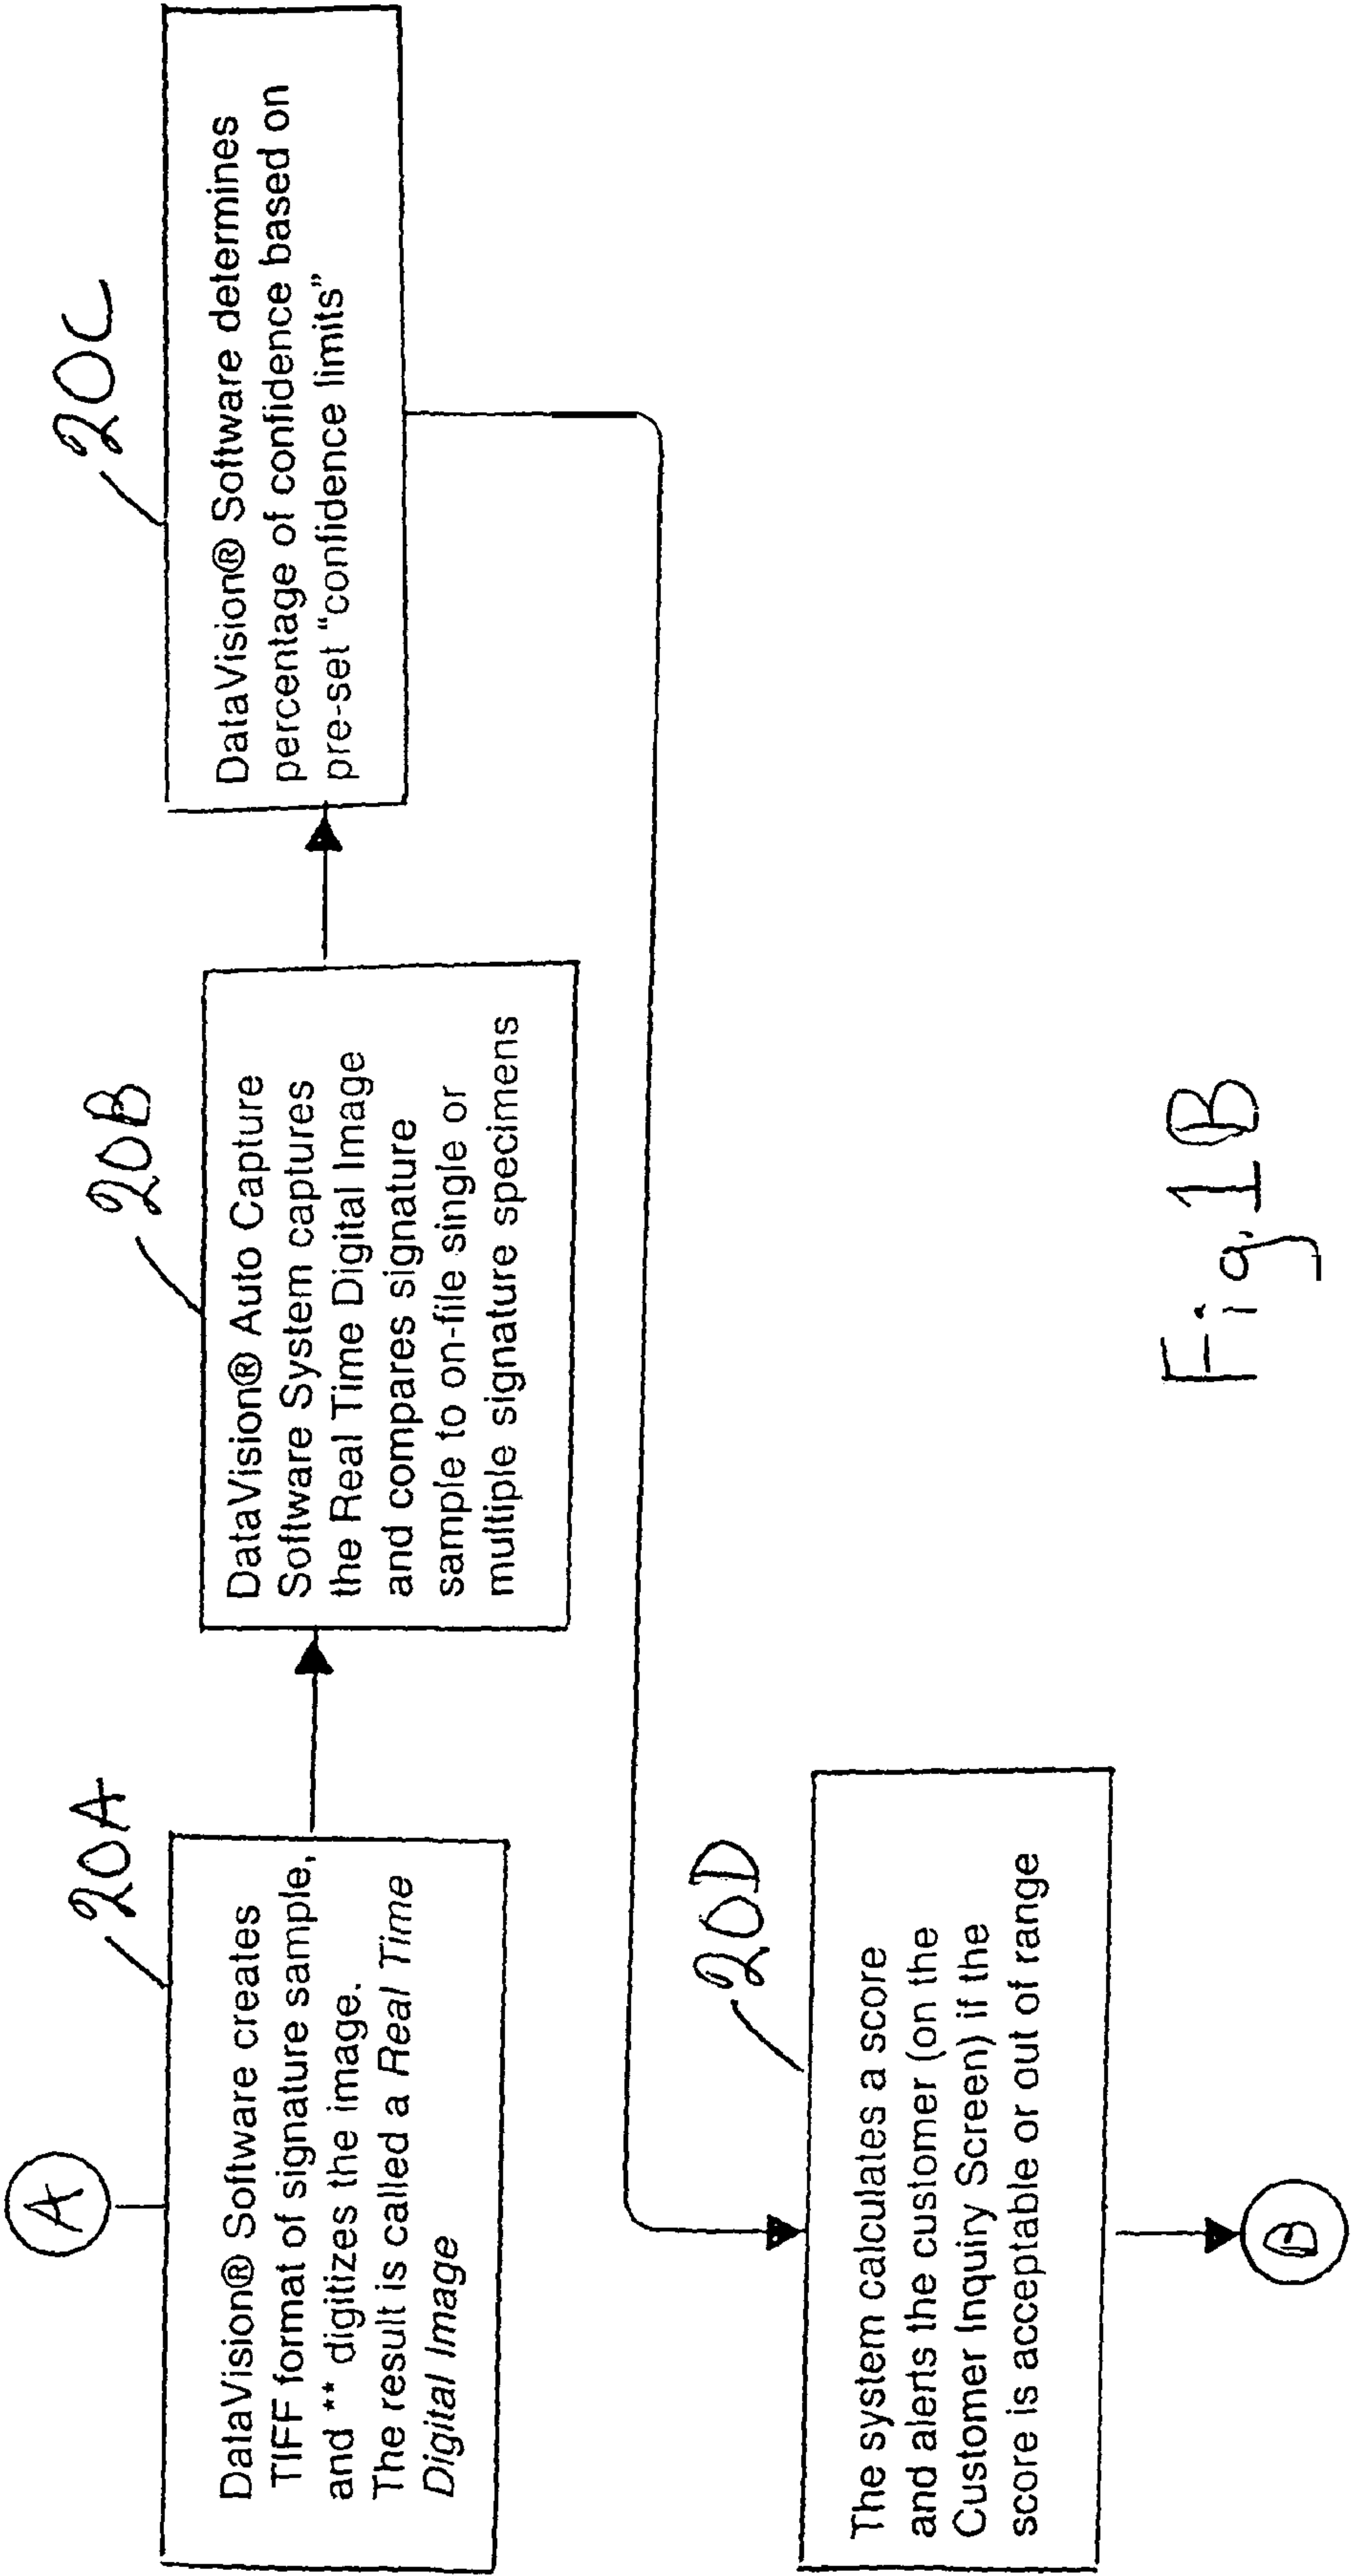 A
20A
DataVision® Software creates
TIFF format of signature sample,
and ** digitizes the image.
The result is called a Real Time
Digital Image
20B
DataVision® Auto Capture
Software System captures
the Real Time Digital Image
and compares signature
sample to on-file single or
multiple signature specimens
20C
DataVision® Software determines
percentage of confidence based on
pre-set “confidence limits”
20D
The system calculates a score
and alerts the customer (on the
Customer Inquiry Screen) if the
score is acceptable or out of range
B
Fig. 1B